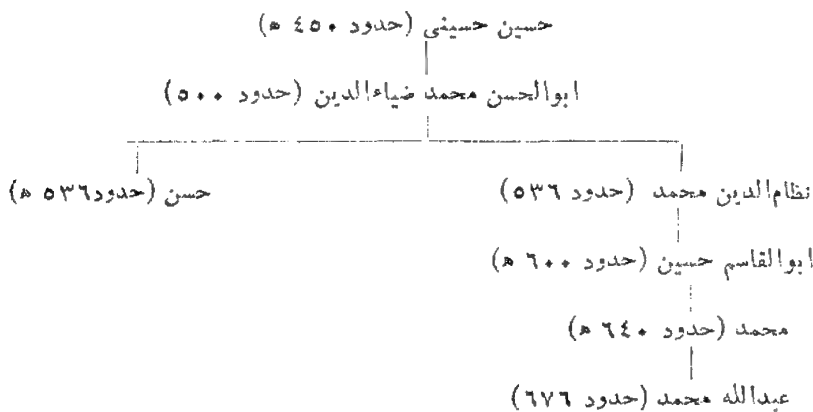 حسین حسینی (حدود ۴۵۰ ه)
ابوالحسن محمد ضیاءالدین (حدود ۵۰۰)
نظام‌الدین محمد (حدود ۵۳۶)
حسن (حدود ۵۳۶ ه)
ابوالقاسم حسین (حدود ۶۰۰ ه)
محمد (حدود ۶۴۰ ه)
عبدالله محمد (حدود ۶۷۶)